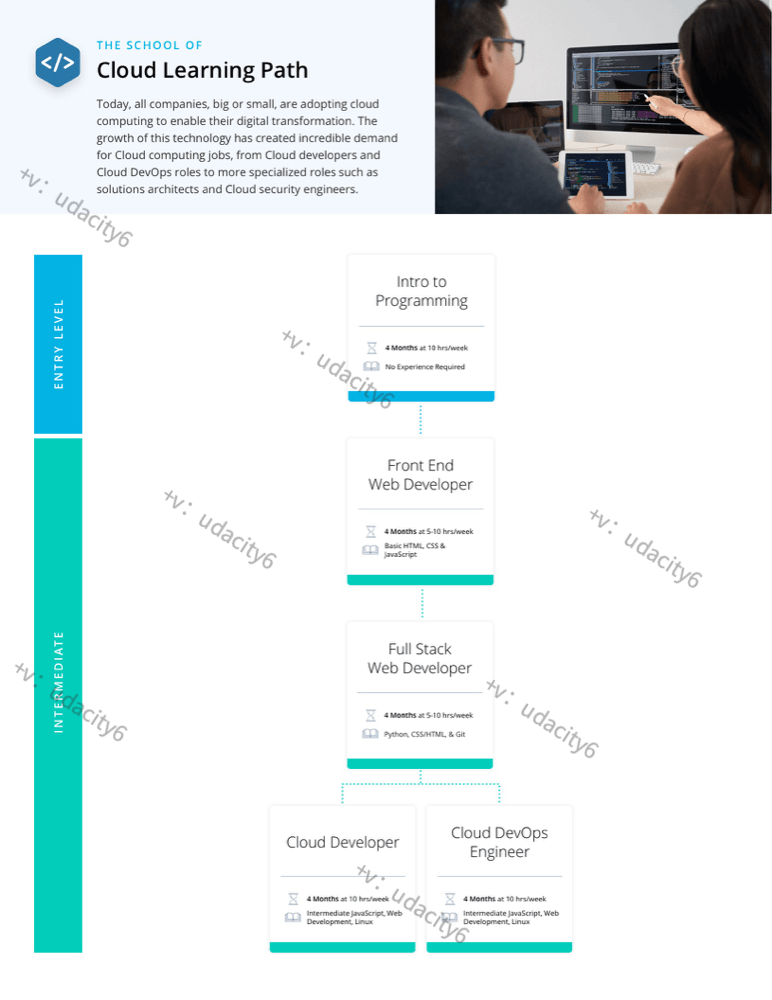 </>
THE SCHOOL OF
Cloud Learning Path
Today, all companies, big or small, are adopting cloud
computing to enable their digital transformation. The
growth of this technology has created incredible demand
for Cloud computing jobs, from Cloud developers and
Cloud DevOps roles to more specialized roles such as
solutions architects and Cloud security engineers.
+v: udacity6
ENTRY LEVEL
Intro to
Programming
4 Months at 10 hrs/week
No Experience Required
+v: udacity6
INTERMEDIATE
Front End
Web Developer
4 Months at 5-10 hrs/week
Basic HTML, CSS &
JavaScript
+v: udacity6
+v: udacity6
Full Stack
Web Developer
4 Months at 5-10 hrs/week
Python, CSS/HTML, & Git
+v: udacity6
+v: udacity6
Cloud Developer
4 Months at 10 hrs/week
Intermediate JavaScript, Web
Development, Linux
Cloud DevOps
Engineer
4 Months at 10 hrs/week
Intermediate JavaScript, Web
Development, Linux
+v: udacity6